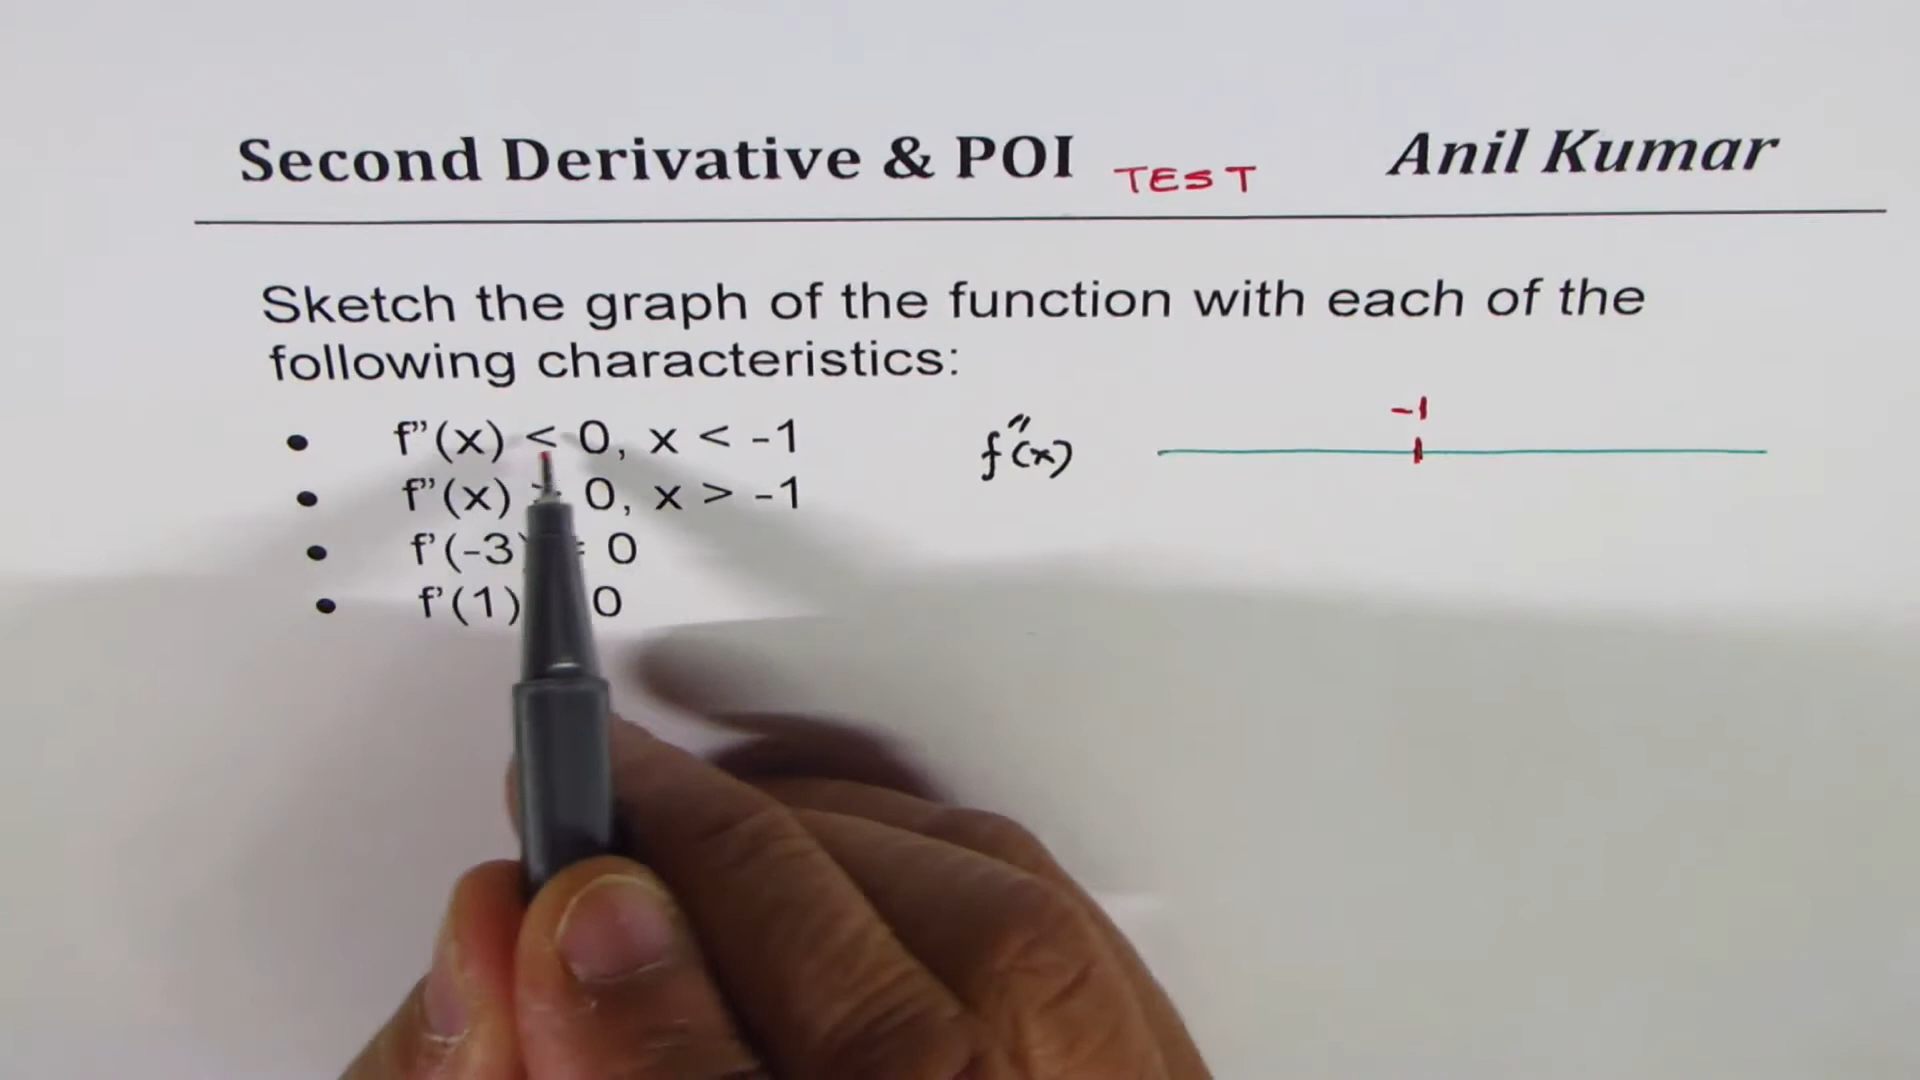 Second Derivative & POI TEST Anil Kumar
Sketch the graph of the function with each of the
following characteristics:
• f"(x) < 0, x < -1
• f"(x) 0, x > -1
• f'(-3) = 0
• f'(1) 0
f"(x)
-1